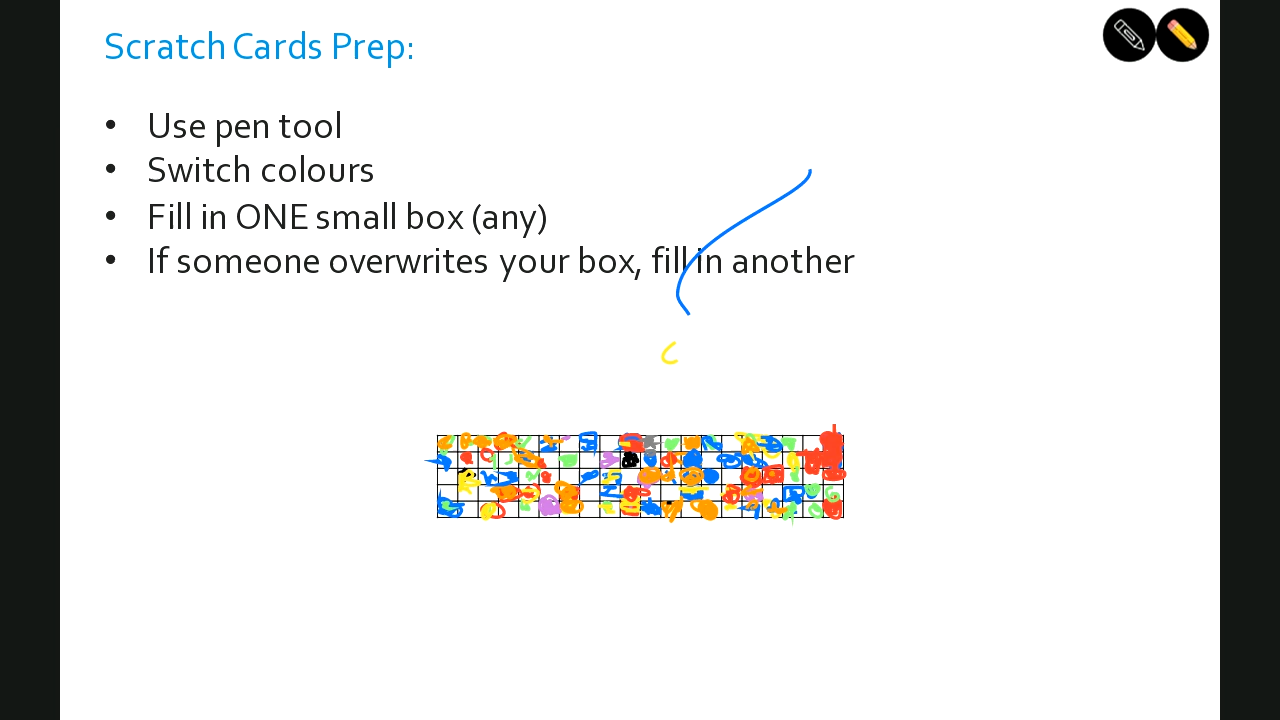 Scratch Cards Prep:
• Use pen tool
• Switch colours
• Fill in ONE small box (any)
• If someone overwrites your box, fill in another